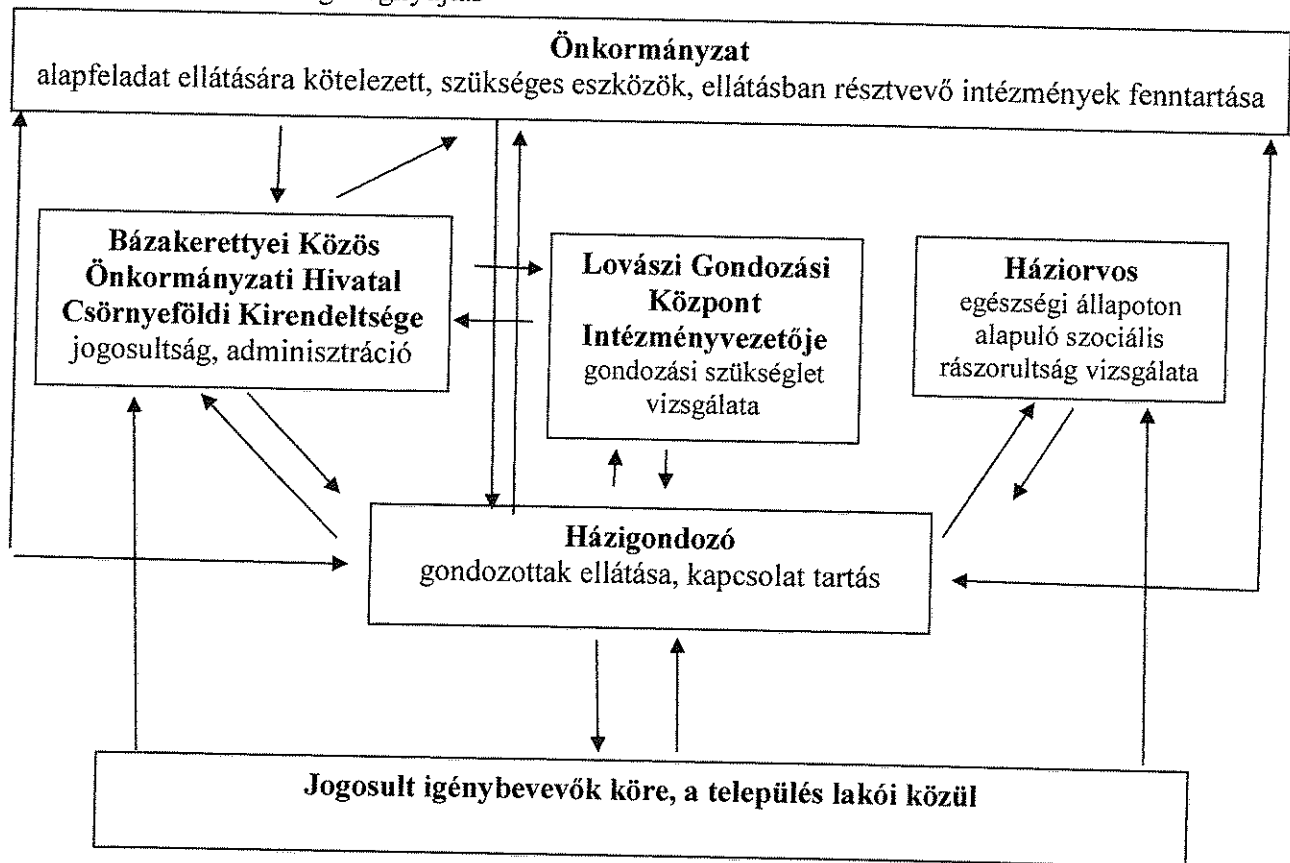 Önkormányzat
alapfeladat ellátására kötelezett, szükséges eszközök, ellátásban résztvevő intézmények fenntartása
Bázakerettyei Közös
Önkormányzati Hivatal
Csörnyeföldi Kirendeltsége
jogosultság, adminisztráció
Lovászi Gondozási
Központ
Intézményvezetője
gondozási szükséglet
vizsgálata
Háziorvos
egészségi állapoton
alapuló szociális
rászorultság vizsgálata
Házigondozó
gondozottak ellátása, kapcsolat tartás
Jogosult igénybevevők köre, a település lakói közül